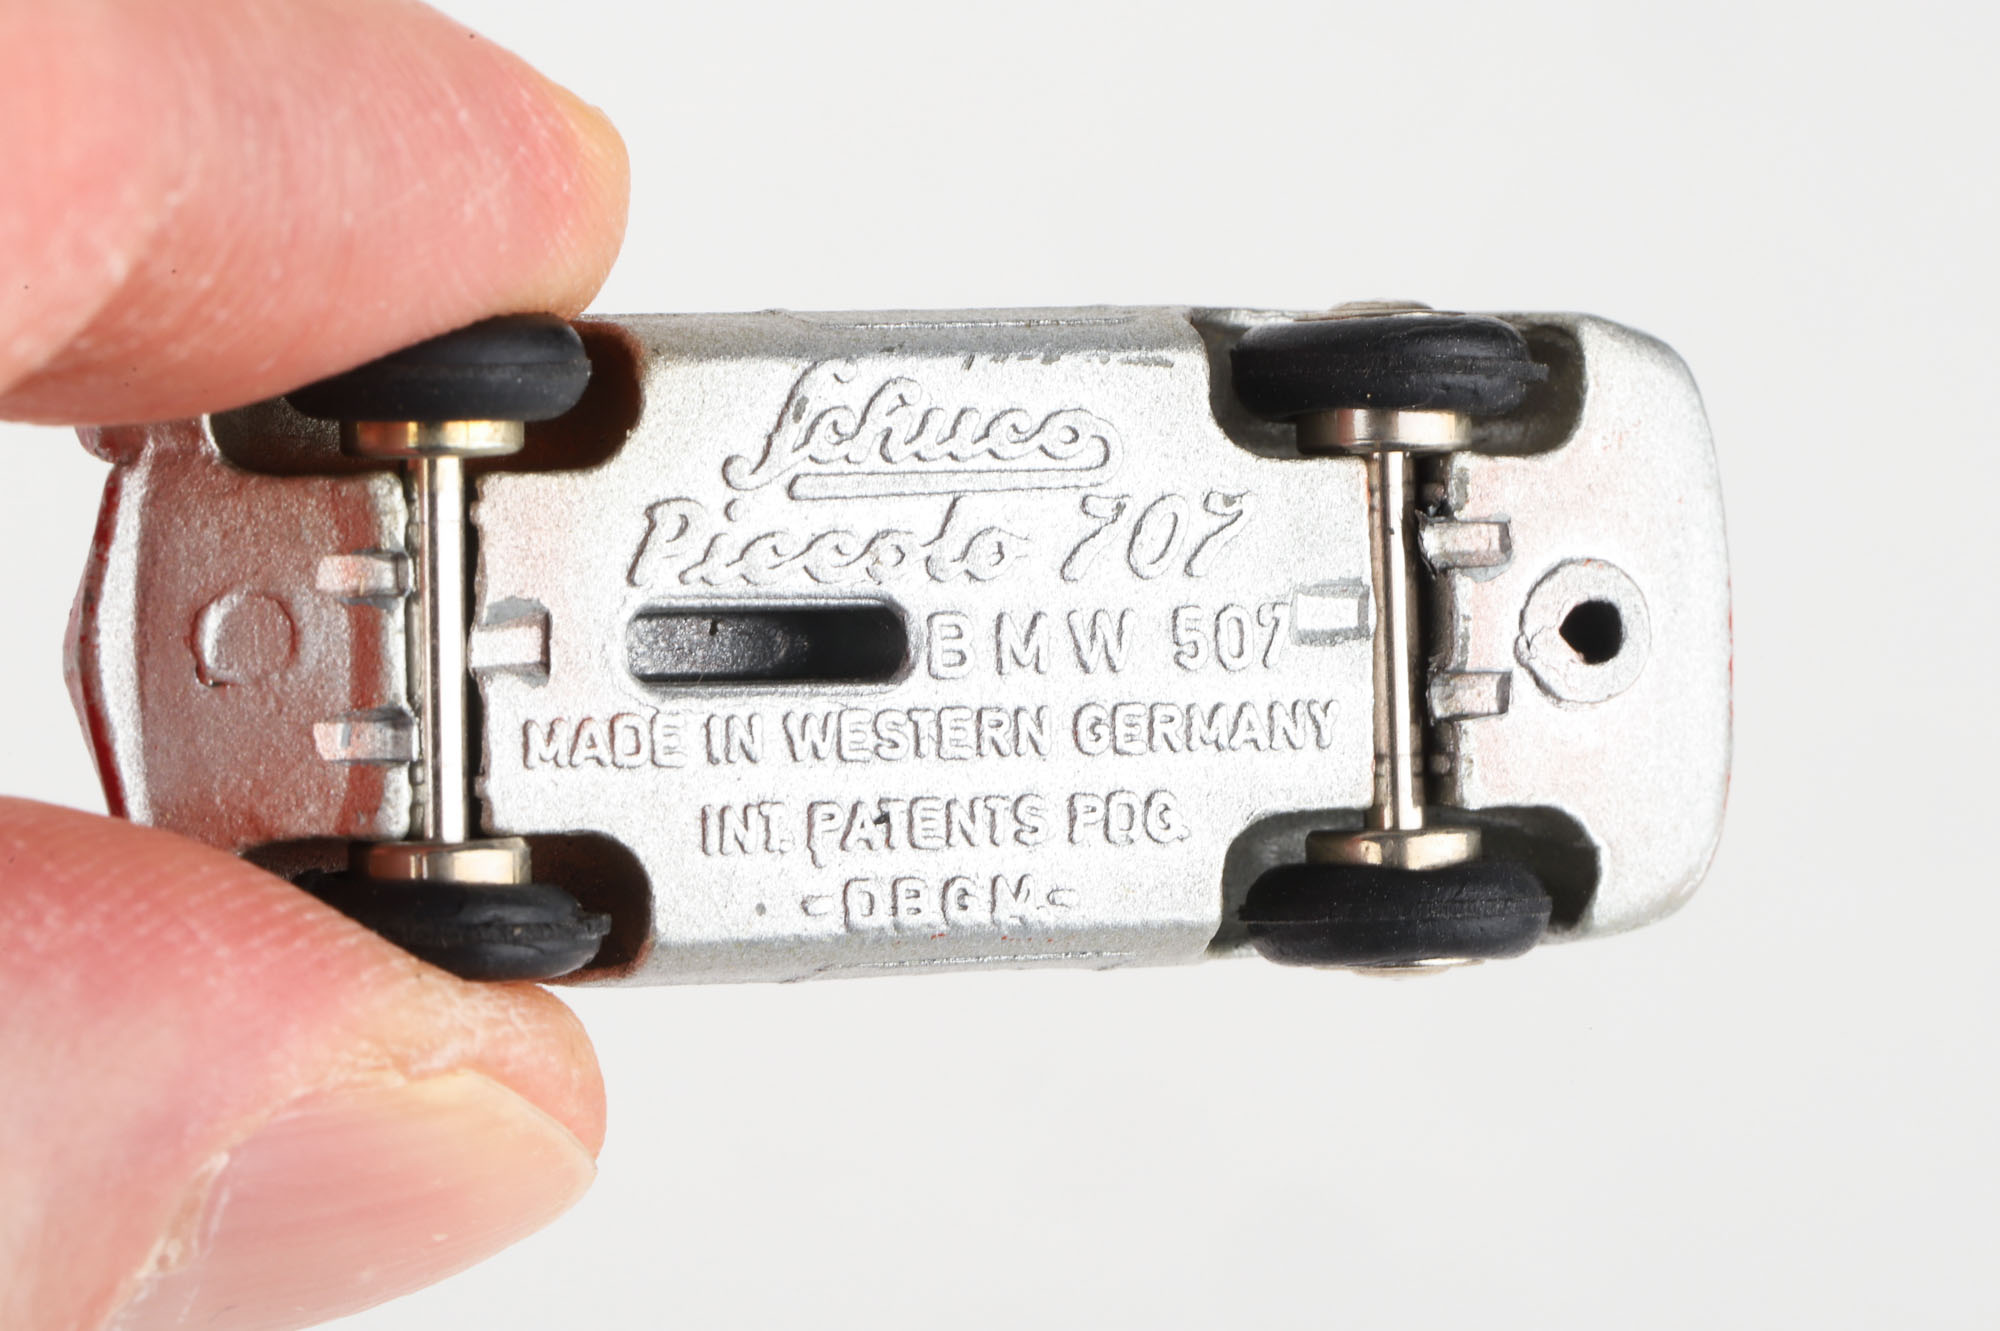 Schuco
Piccolo 707
BMW 507
MADE IN WESTERN GERMANY
INT. PATENTS PDG.
-DBGM-